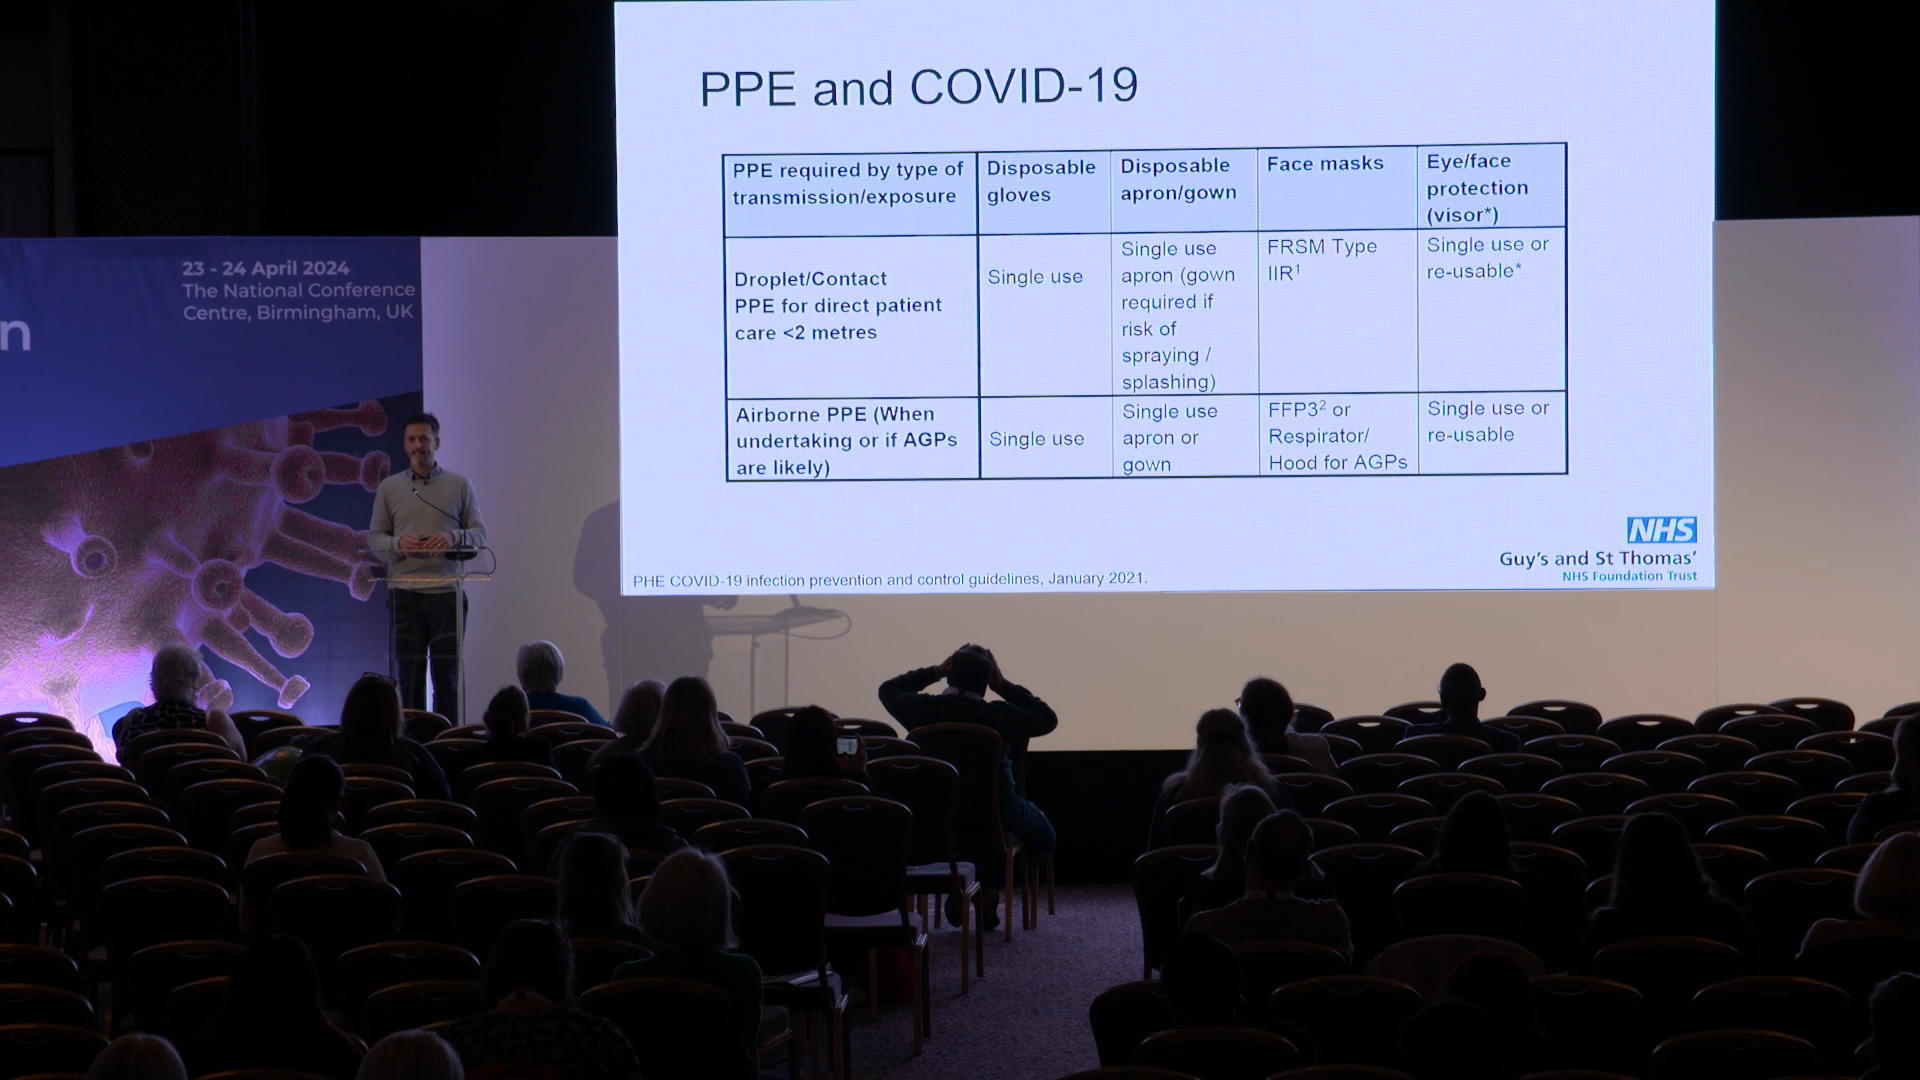 PPE and COVID-19
PPE required by type of
transmission/exposure
Disposable
gloves
Disposable
apron/gown
Face masks
Eye/face
protection
(visor*)
Droplet/Contact
PPE for direct patient
care <2 metres
Single use
Single use
apron (gown
required if
risk of
spraying /
splashing)
FRSM Type
IIR¹
Single use or
re-usable*
Airborne PPE (When
undertaking or if AGPs
are likely)
Single use
Single use
apron or
gown
FFP3² or
Respirator/
Hood for AGPs
Single use or
re-usable
NHS
Guy's and St Thomas'
NHS Foundation Trust
PHE COVID-19 infection prevention and control guidelines, January 2021.
23 - 24 April 2024
The National Conference
Centre, Birmingham, UK
n